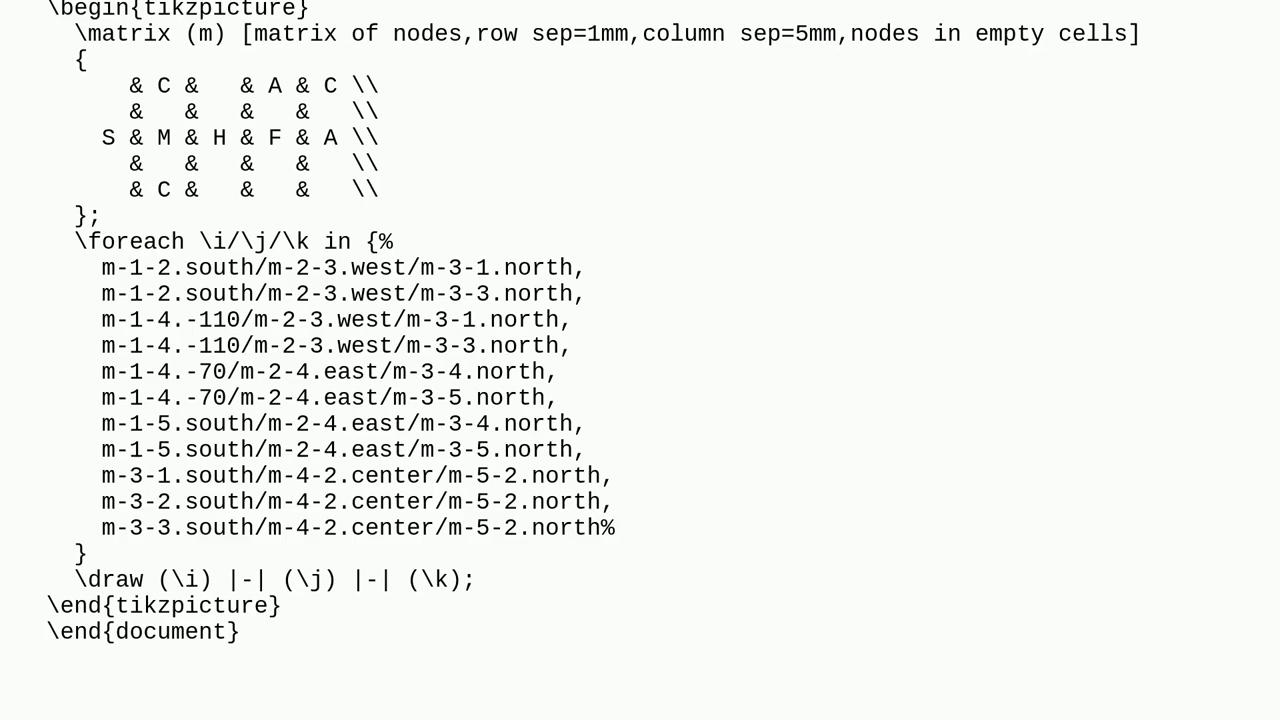 \begin{tikzpicture}
  \matrix (m) [matrix of nodes,row sep=1mm,column sep=5mm,nodes in empty cells]
  {
      & C &   & A & C \\
      &   &   &   &   \\
    S & M & H & F & A \\
      &   &   &   &   \\
      & C &   &   &   \\
  };
  \foreach \i/\j/\k in {%
    m-1-2.south/m-2-3.west/m-3-1.north,
    m-1-2.south/m-2-3.west/m-3-3.north,
    m-1-4.-110/m-2-3.west/m-3-1.north,
    m-1-4.-110/m-2-3.west/m-3-3.north,
    m-1-4.-70/m-2-4.east/m-3-4.north,
    m-1-4.-70/m-2-4.east/m-3-5.north,
    m-1-5.south/m-2-4.east/m-3-4.north,
    m-1-5.south/m-2-4.east/m-3-5.north,
    m-3-1.south/m-4-2.center/m-5-2.north,
    m-3-2.south/m-4-2.center/m-5-2.north,
    m-3-3.south/m-4-2.center/m-5-2.north%
  }
  \draw (\i) |-| (\j) |-| (\k);
\end{tikzpicture}
\end{document}